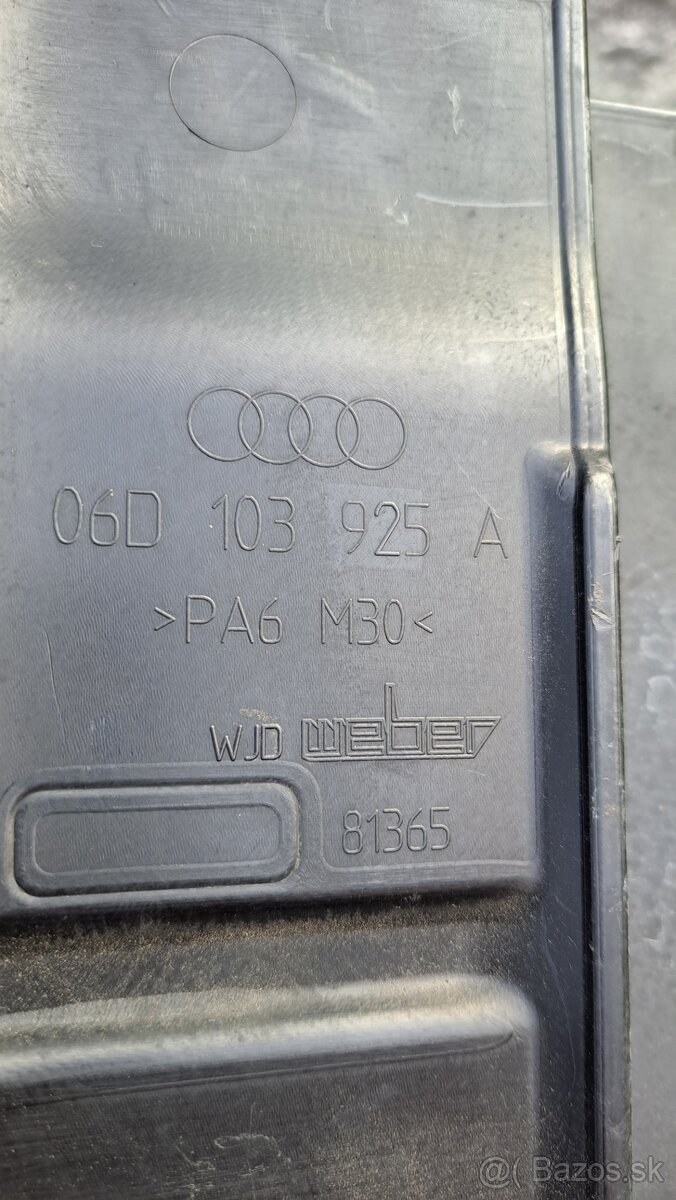 06D 103 925 A
>PA6 M30<
WJD weber
81365
@( Bazos.sk